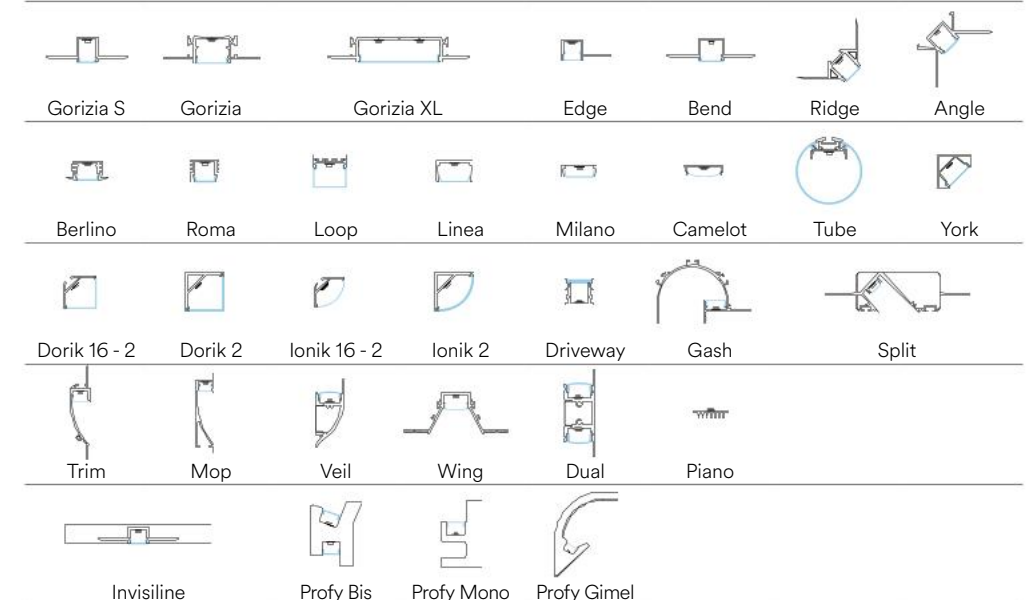 Gorizia S Gorizia Gorizia XL Edge Bend Ridge Angle
Berlino Roma Loop Linea Milano Camelot Tube York
Dorik 16 - 2 Dorik 2 Ionik 16 - 2 Ionik 2 Driveway Gash Split
Trim Mop Veil Wing Dual Piano
Invisiline Profy Bis Profy Mono Profy Gimel